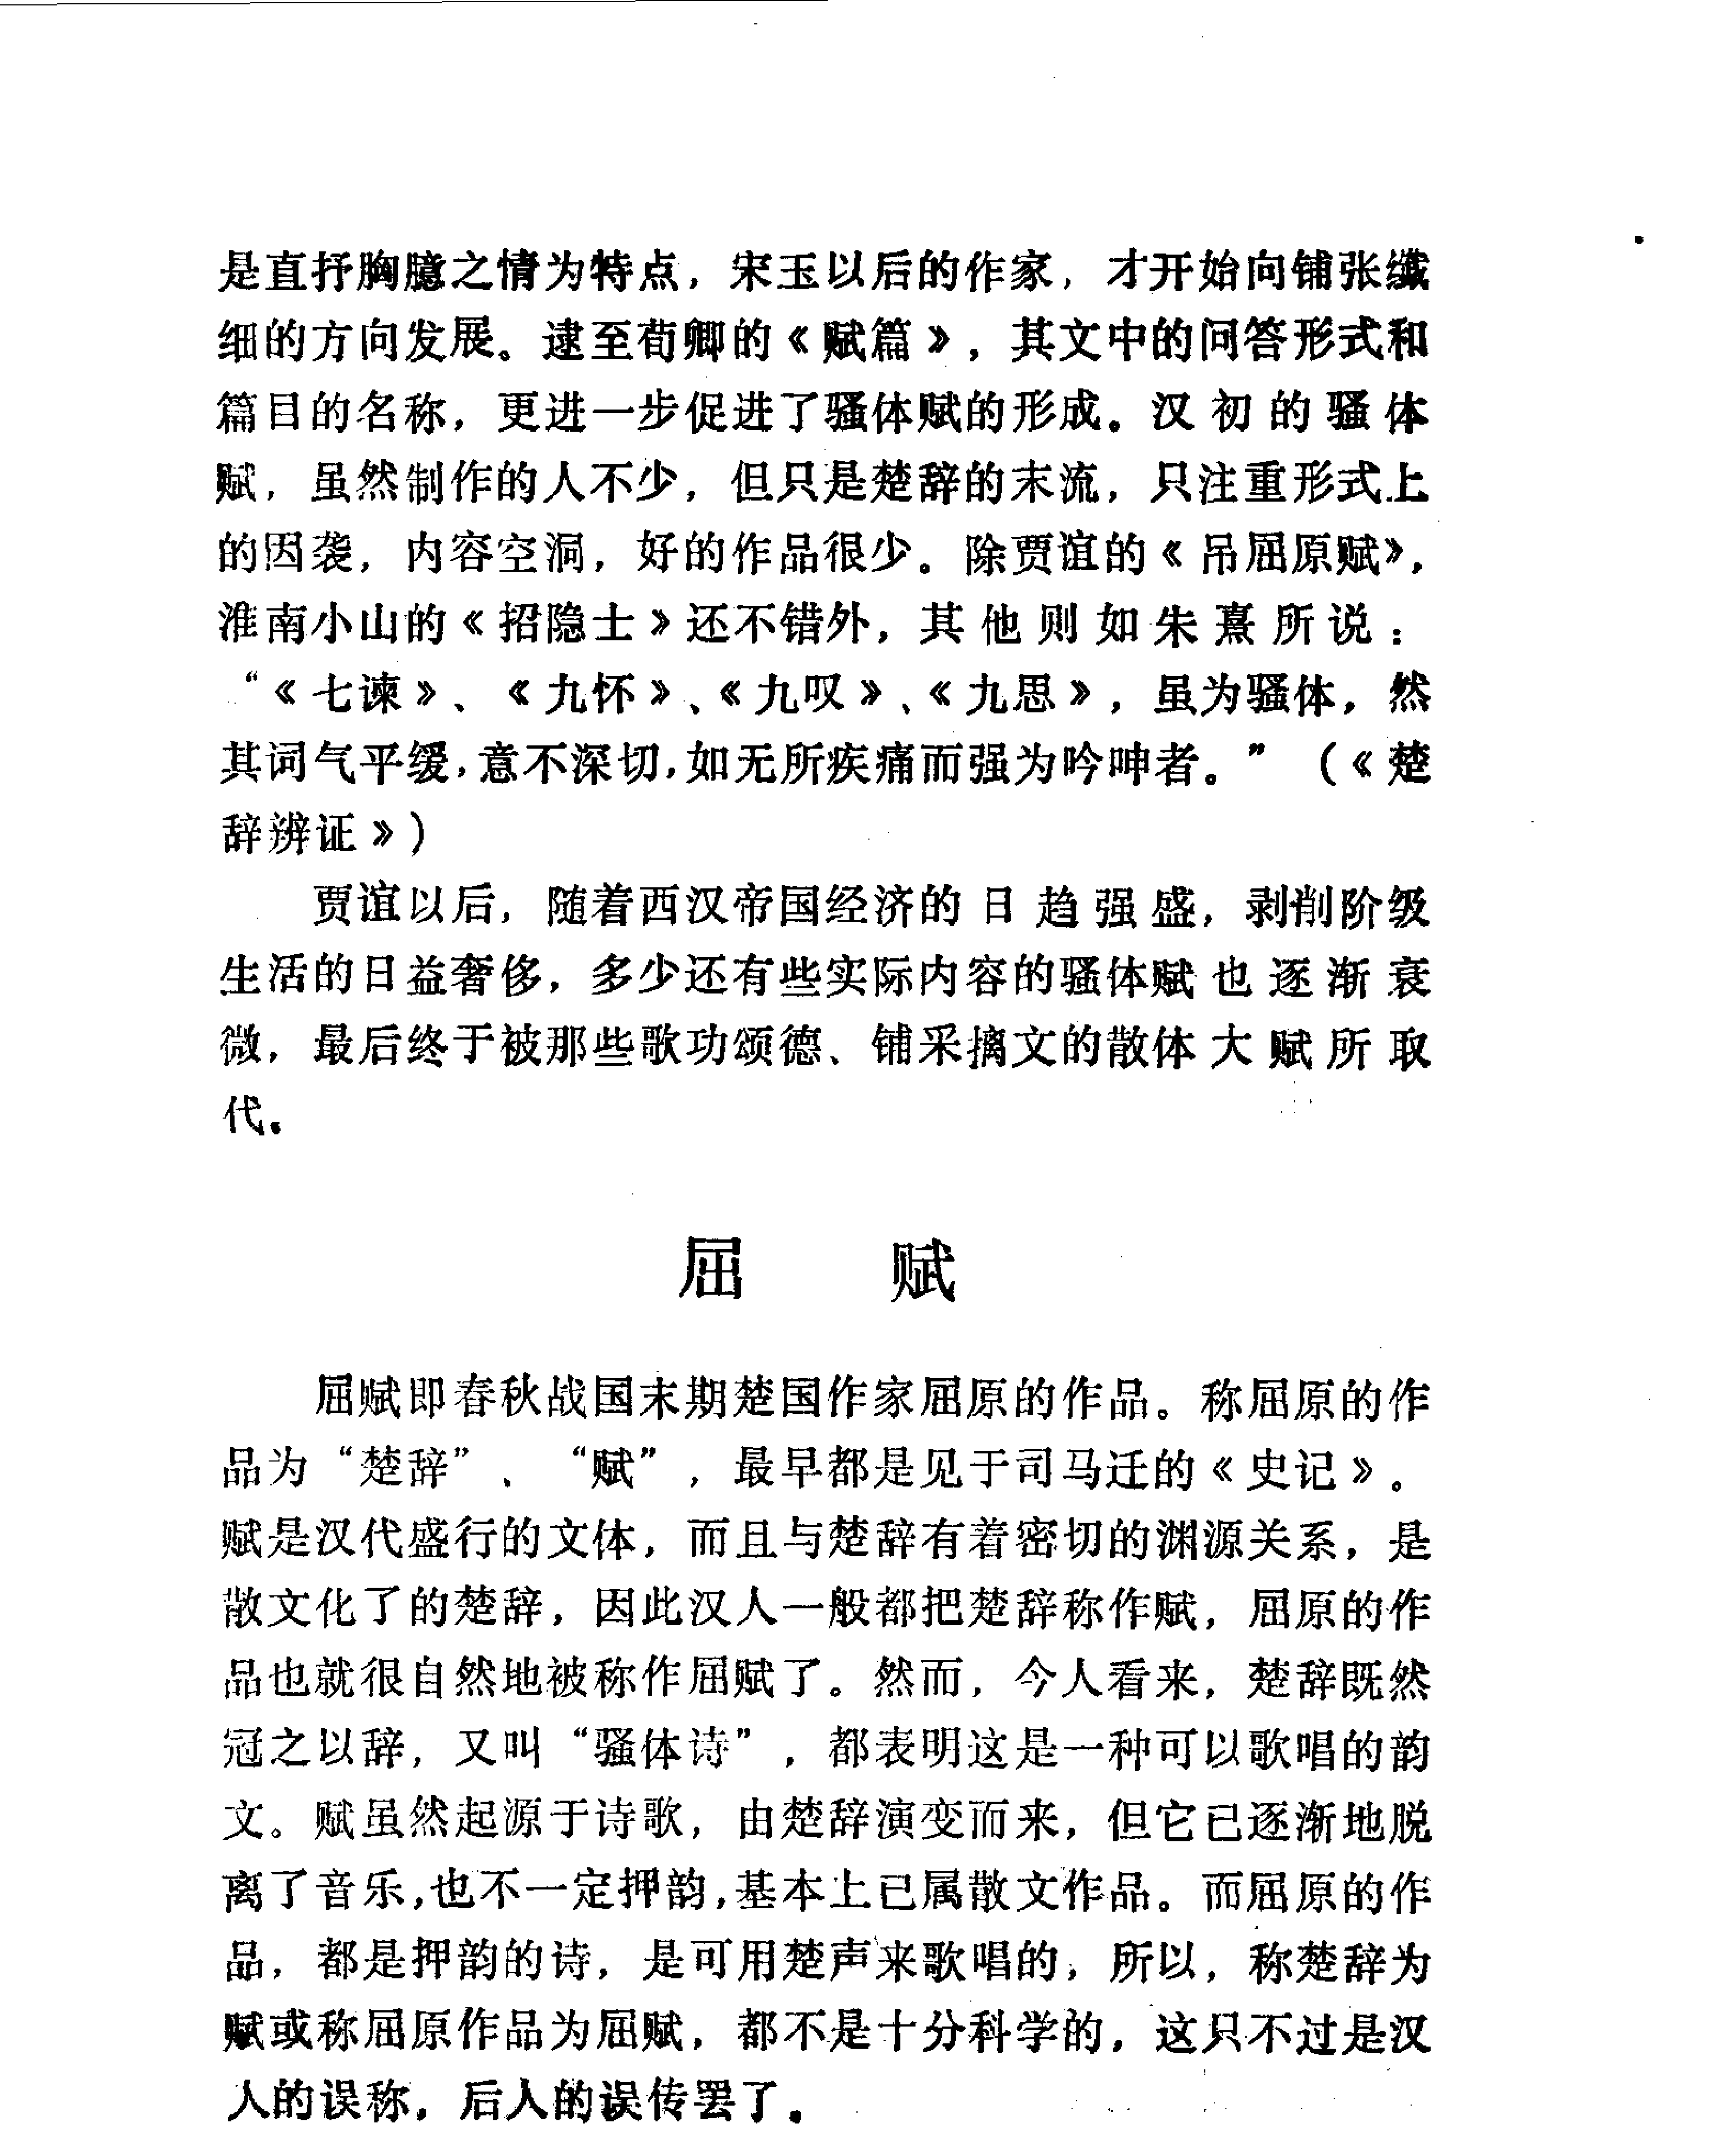 是直抒胸臆之情为特点，宋玉以后的作家，才开始向铺张纤
细的方向发展。逮至荀卿的《赋篇》，其文中的问答形式和
篇目的名称，更进一步促进了骚体赋的形成。汉初的骚体
赋，虽然制作的人不少，但只是楚辞的末流，只注重形式上
的因袭，内容空洞，好的作品很少。除贾谊的《吊屈原赋》，
淮南小山的《招隐士》还不错外，其他则如朱熹所说：
“《七谏》、《九怀》、《九叹》、《九思》，虽为骚体，然
其词气平缓，意不深切，如无所疾痛而强为吟呻者。”（《楚
辞辨证》）
贾谊以后，随着西汉帝国经济的日趋强盛，剥削阶级
生活的日益奢侈，多少还有些实际内容的骚体赋也逐渐衰
微，最后终于被那些歌功颂德、铺采摛文的散体大赋所取
代。
屈赋
屈赋即春秋战国末期楚国作家屈原的作品。称屈原的作
品为“楚辞”、“赋”，最早都是见于司马迁的《史记》。
赋是汉代盛行的文体，而且与楚辞有着密切的渊源关系，是
散文化了的楚辞，因此汉人一般都把楚辞称作赋，屈原的作
品也就很自然地被称作屈赋了。然而，今人看来，楚辞既然
冠之以辞，又叫“骚体诗”，都表明这是一种可以歌唱的韵
文。赋虽然起源于诗歌，由楚辞演变而来，但它已逐渐地脱
离了音乐，也不一定押韵，基本上已属散文作品。而屈原的作
品，都是押韵的诗，是可用楚声来歌唱的，所以，称楚辞为
赋或称屈原作品为屈赋，都不是十分科学的，这只不过是汉
人的误称，后人的误传罢了。